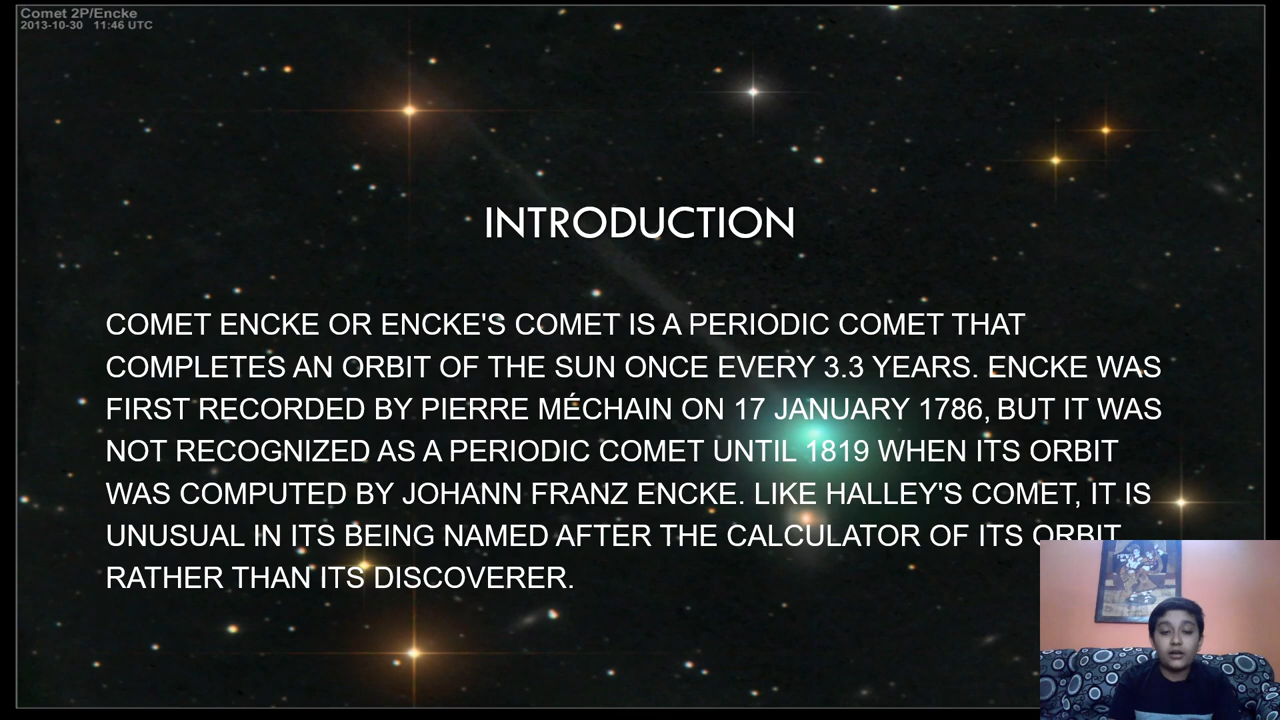 Comet 2P/Encke
2013-10-30 11:46 UTC
INTRODUCTION
COMET ENCKE OR ENCKE'S COMET IS A PERIODIC COMET THAT
COMPLETES AN ORBIT OF THE SUN ONCE EVERY 3.3 YEARS. ENCKE WAS
FIRST RECORDED BY PIERRE MÉCHAIN ON 17 JANUARY 1786, BUT IT WAS
NOT RECOGNIZED AS A PERIODIC COMET UNTIL 1819 WHEN ITS ORBIT
WAS COMPUTED BY JOHANN FRANZ ENCKE. LIKE HALLEY'S COMET, IT IS
UNUSUAL IN ITS BEING NAMED AFTER THE CALCULATOR OF ITS ORBIT
RATHER THAN ITS DISCOVERER.